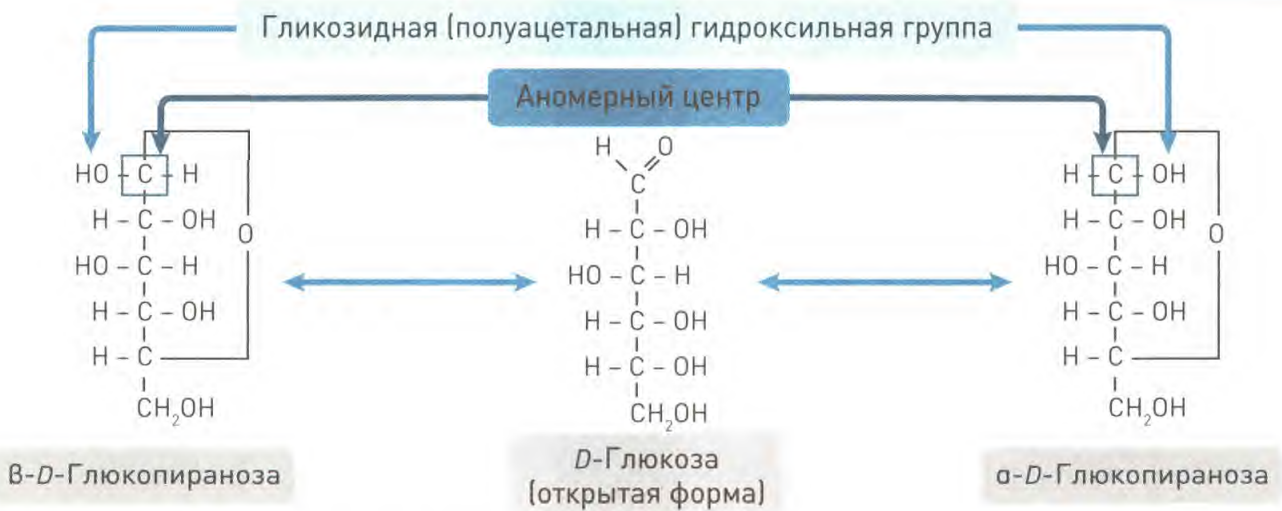 Гликозидная (полуацетальная) гидроксильная группа
Аномерный центр
HO – C – H
H – C – OH
HO – C – H
H – C – OH
H – C
CH₂OH
O
β-D-Глюкопираноза
H O
C
H – C – OH
HO – C – H
H – C – OH
H – C – OH
CH₂OH
D-Глюкоза
(открытая форма)
H – C – OH
H – C – OH
HO – C – H
H – C – OH
H – C
CH₂OH
O
α-D-Глюкопираноза